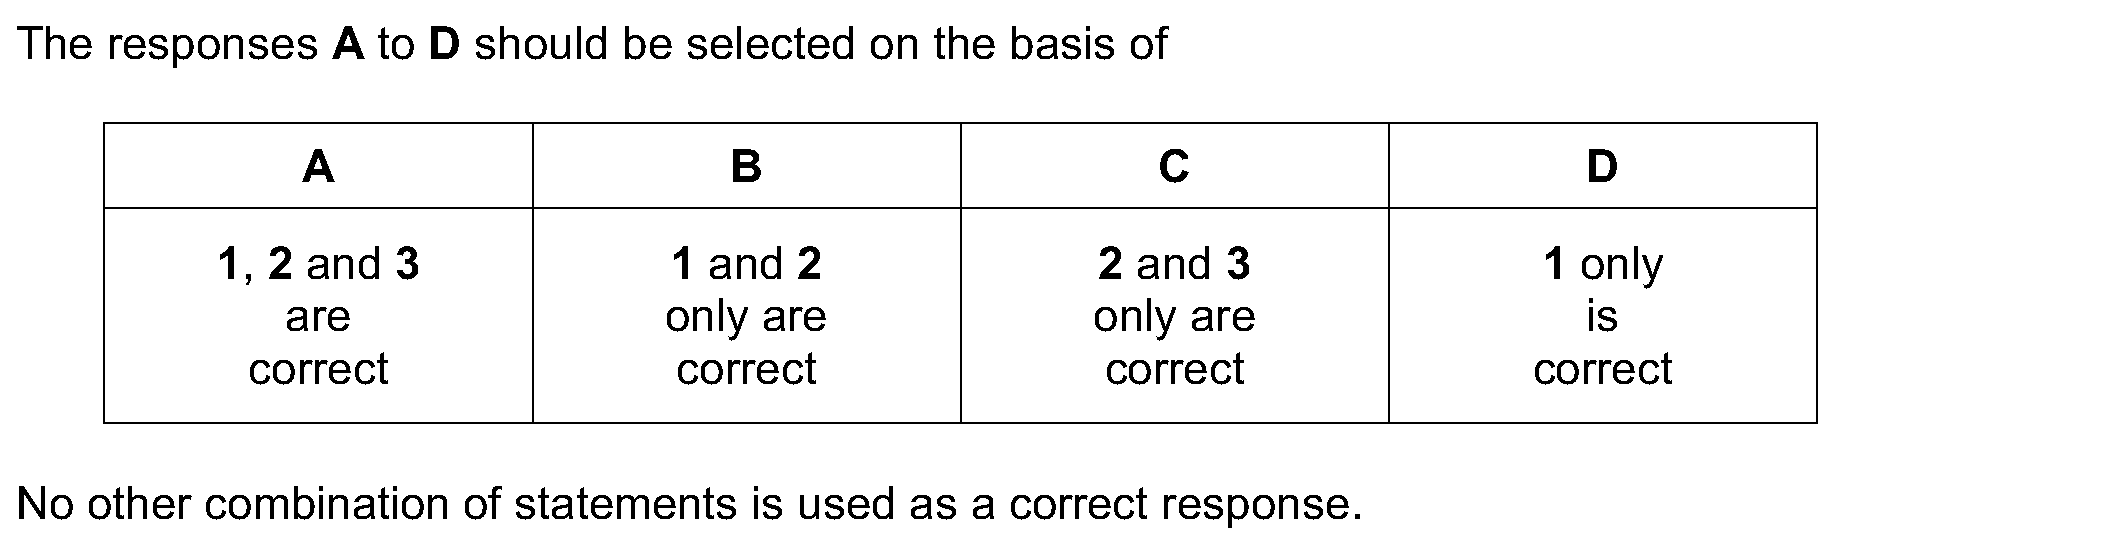 The responses A to D should be selected on the basis of
A B C D
1, 2 and 3 1 and 2 2 and 3 1 only
are only are only are is
correct correct correct correct
No other combination of statements is used as a correct response.